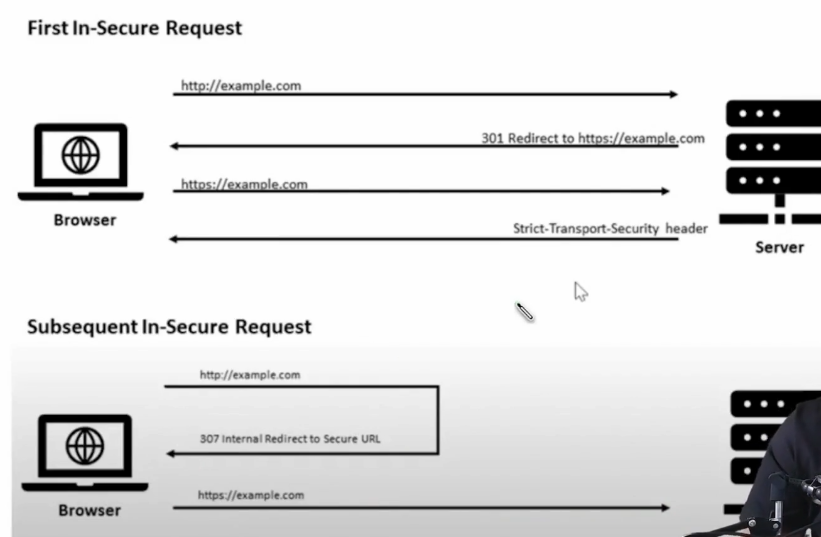 First In-Secure Request
http://example.com
301 Redirect to https://example.com
https://example.com
Strict-Transport-Security header
Browser
Server
Subsequent In-Secure Request
http://example.com
307 Internal Redirect to Secure URL
https://example.com
Browser